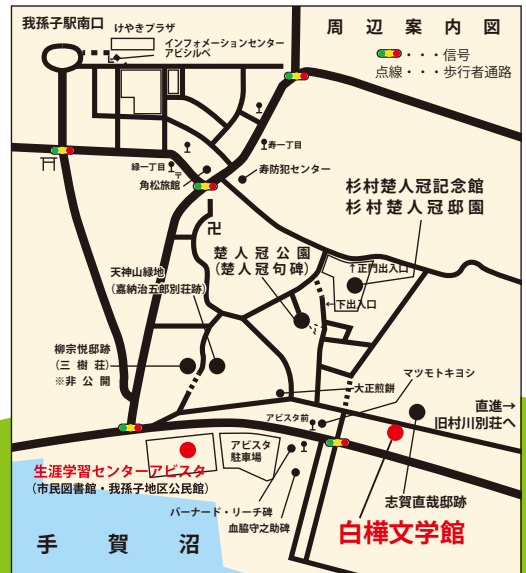 周辺案内図
・・・信号
点線・・・歩行者通路
我孫子駅南口
けやきプラザ
インフォメーションセンター
アビシルベ
寿一丁目
緑一丁目
〒
角松旅館
寿防犯センター
卍
杉村楚人冠記念館
杉村楚人冠邸園
楚人冠公園
(楚人冠句碑)
↑正門出入口
←下出入口
天神山緑地
(嘉納治五郎別荘跡)
柳宗悦邸跡
(三樹荘)
※非公開
大正煎餅
マツモトキヨシ
アビスタ前
直進→
旧村川別荘へ
アビスタ
駐車場
生涯学習センターアビスタ
(市民図書館・我孫子地区公民館)
バーナード・リーチ碑
血脇守之助碑
志賀直哉邸跡
白樺文学館
手賀沼